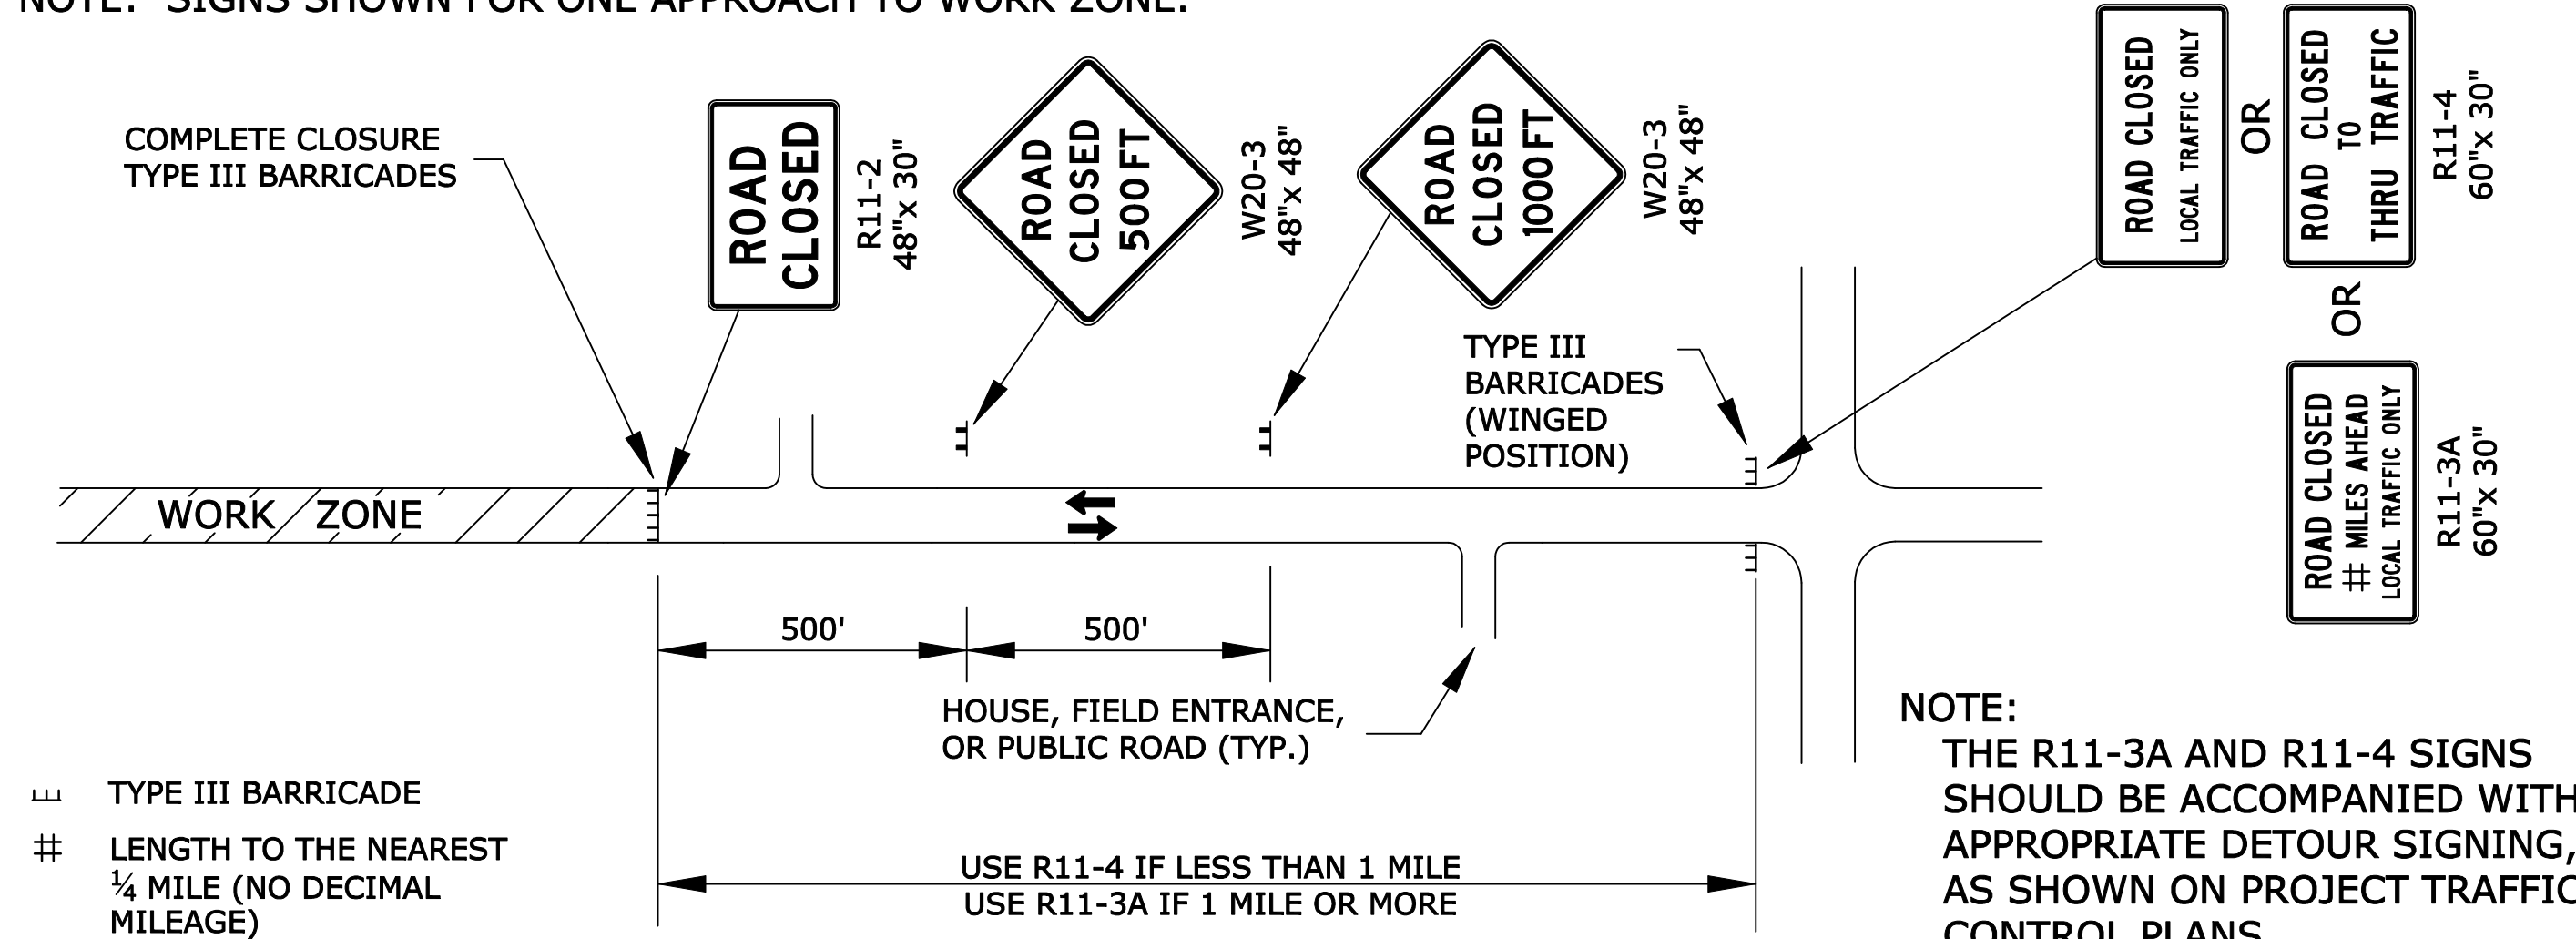 NOTE: SIGNS SHOWN FOR ONE APPROACH TO WORK ZONE.
COMPLETE CLOSURE
TYPE III BARRICADES
ROAD
CLOSED
R11-2
48"x 30"
ROAD
CLOSED
500 FT
W20-3
48"x 48"
ROAD
CLOSED
1000 FT
W20-3
48"x 48"
TYPE III
BARRICADES
(WINGED
POSITION)
ROAD CLOSED
LOCAL TRAFFIC ONLY
OR
ROAD CLOSED
TO
THRU TRAFFIC
R11-4
60"x 30"
OR
ROAD CLOSED
# MILES AHEAD
LOCAL TRAFFIC ONLY
R11-3A
60"x 30"
WORK ZONE
500'
500'
HOUSE, FIELD ENTRANCE,
OR PUBLIC ROAD (TYP.)
TYPE III BARRICADE
# LENGTH TO THE NEAREST
¼ MILE (NO DECIMAL
MILEAGE)
USE R11-4 IF LESS THAN 1 MILE
USE R11-3A IF 1 MILE OR MORE
NOTE:
THE R11-3A AND R11-4 SIGNS
SHOULD BE ACCOMPANIED WITH
APPROPRIATE DETOUR SIGNING,
AS SHOWN ON PROJECT TRAFFIC
CONTROL PLANS